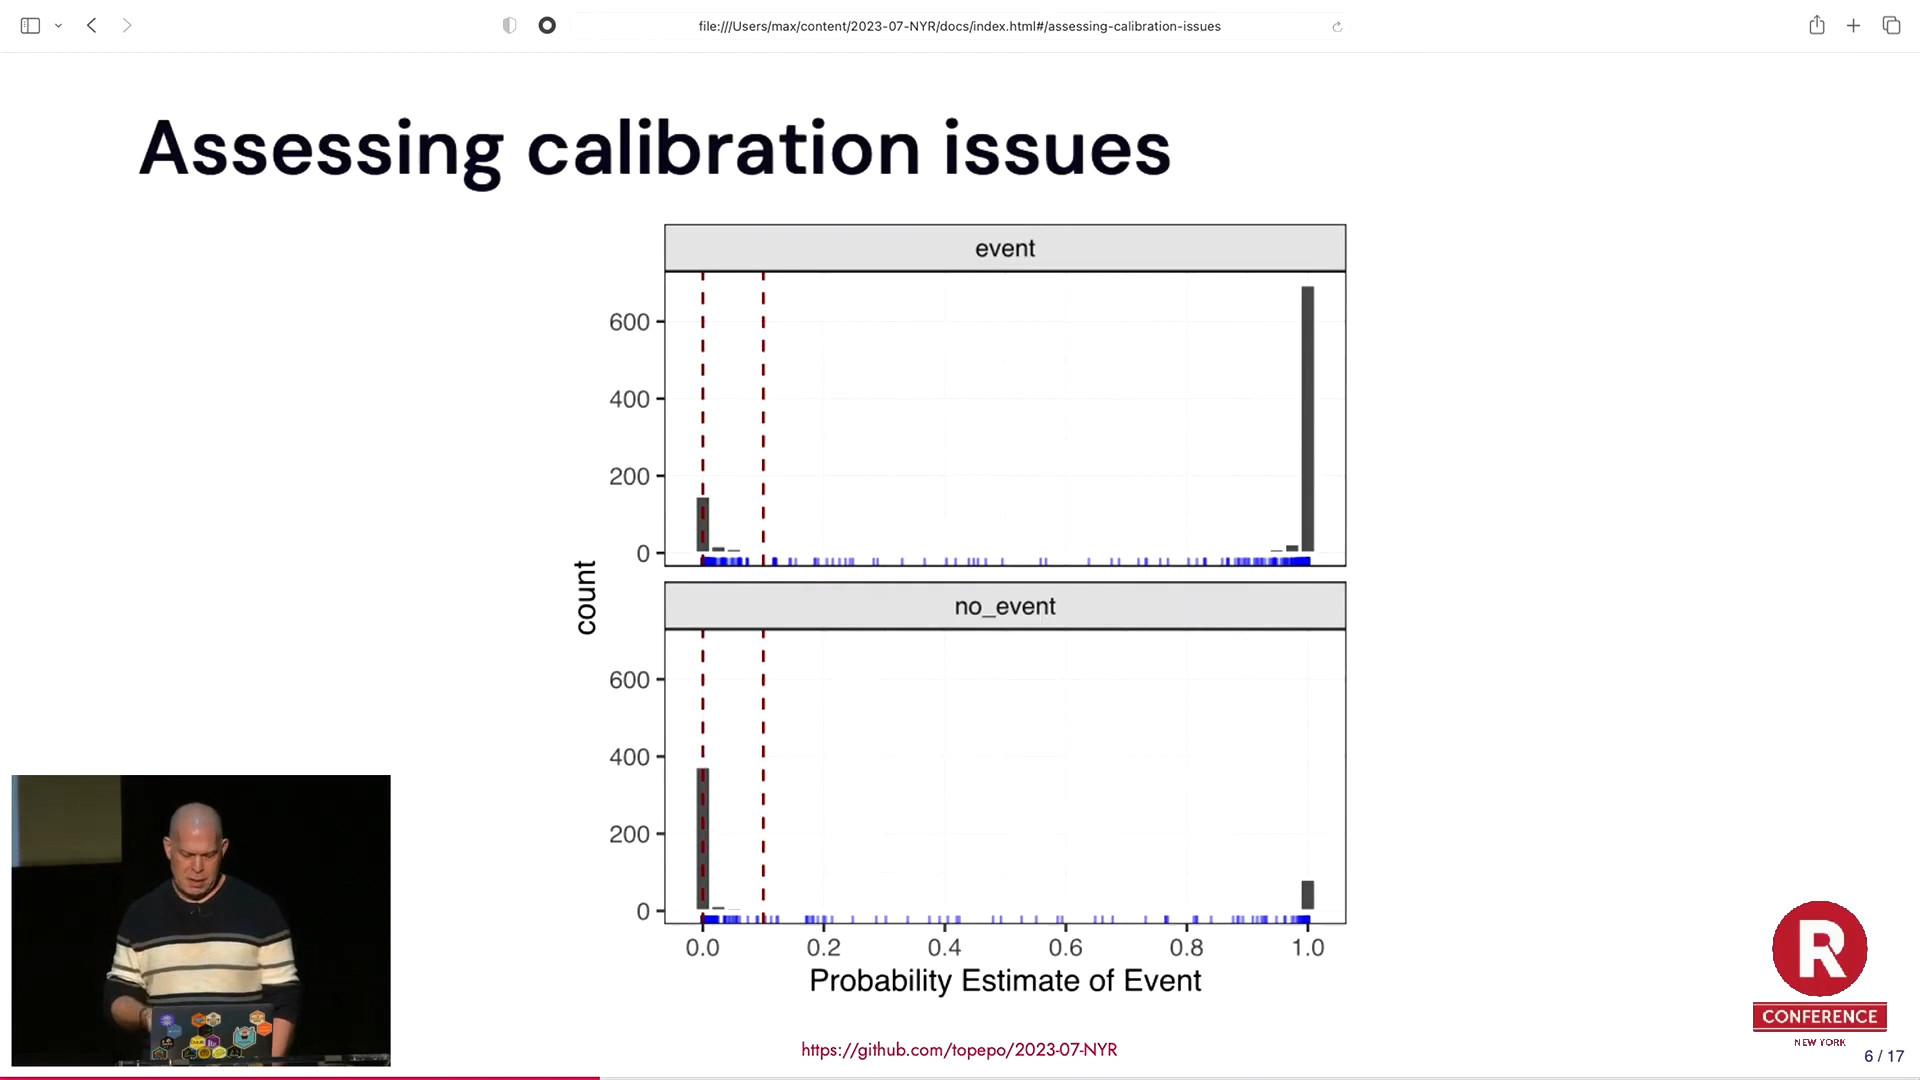 file:///Users/max/content/2023-07-NYR/docs/index.html#/assessing-calibration-issues
Assessing calibration issues
event
600
400
200
0
count
no_event
600
400
200
0
0.0 0.2 0.4 0.6 0.8 1.0
Probability Estimate of Event
https://github.com/topepo/2023-07-NYR
R
CONFERENCE
NEW YORK
6 / 17